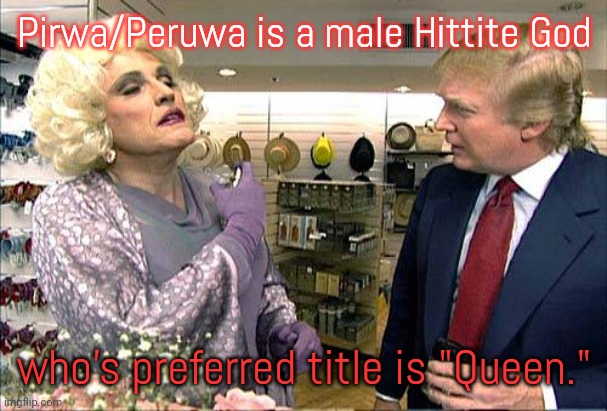 Pirwa/Peruwa is a male Hittite God
who's preferred title is "Queen."
imgflip.com